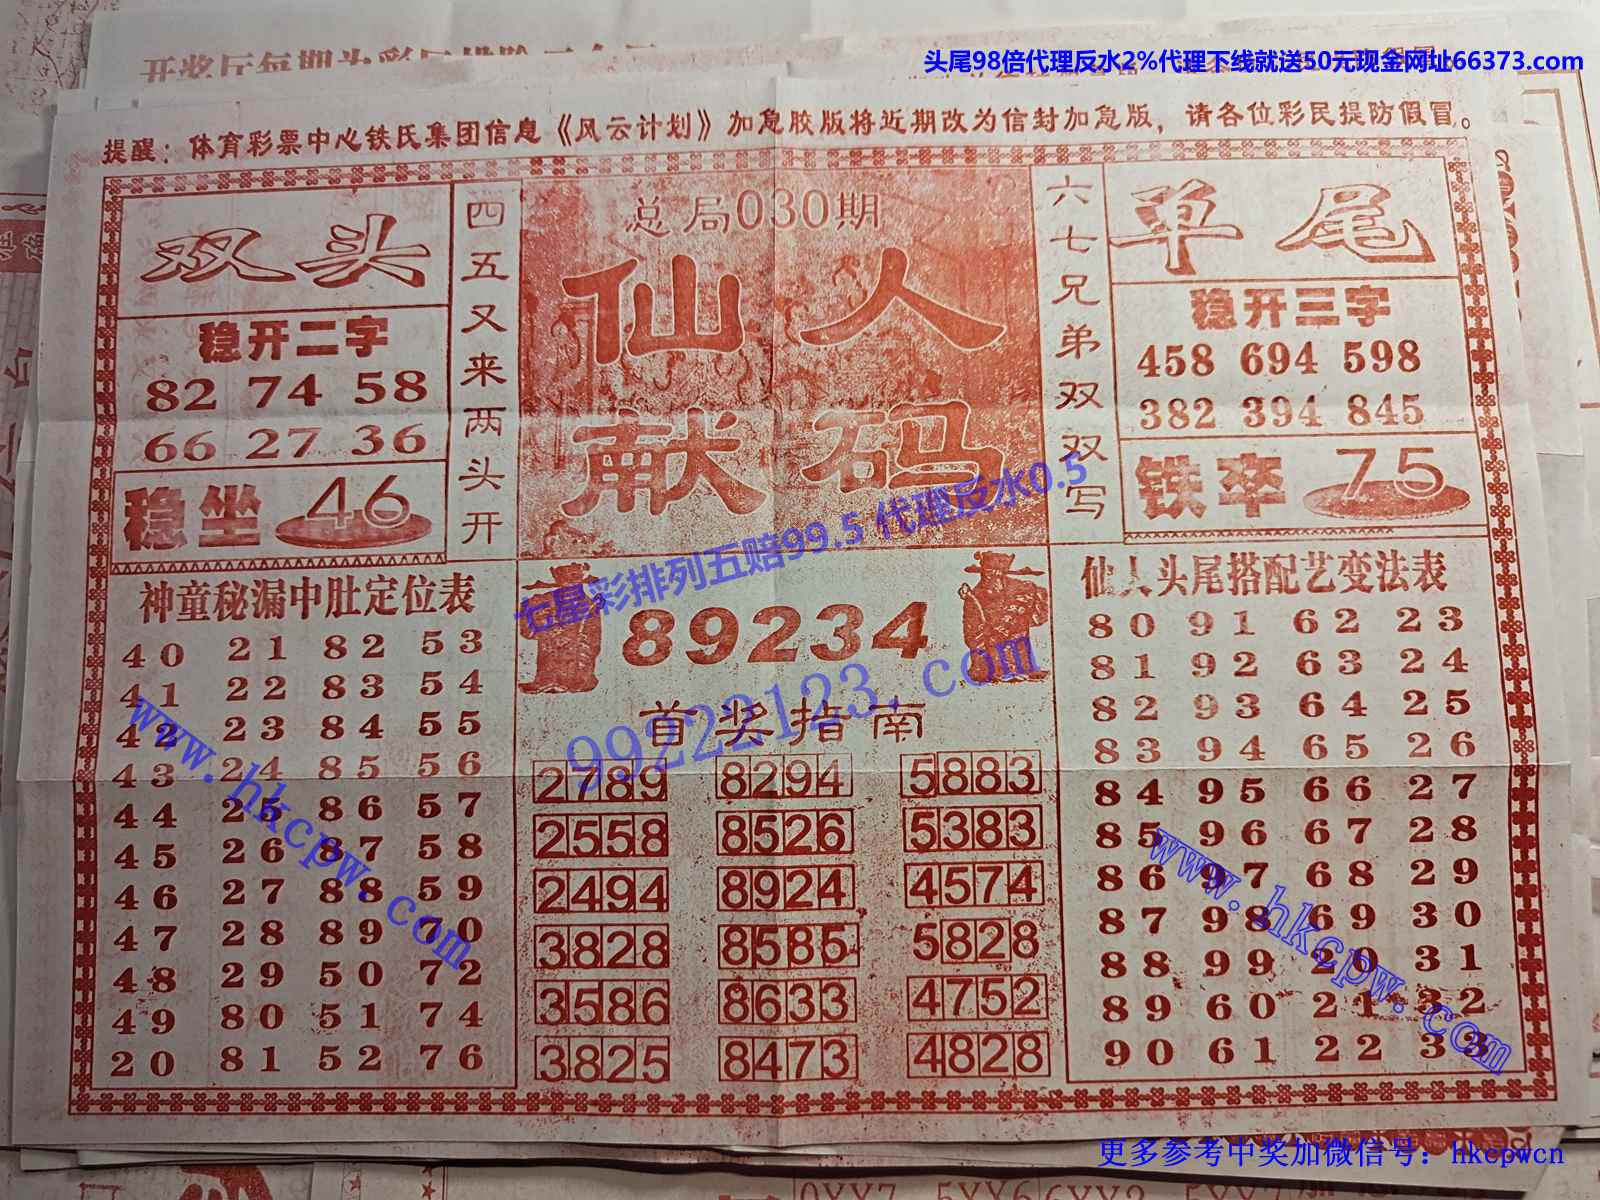 头尾98倍代理反水2%代理下线就送50元现金网址66373.com
提醒：体育彩票中心铁氏集团信息《风云计划》加急胶版将近期改为信封加急版，请各位彩民提防假冒。
双头
稳开二字
82 74 58
66 27 36
稳坐 46
四五又来两头开
总局030期
仙人
献码
六七兄弟双双写
单尾
稳开三字
458 694 598
382 394 845
铁卒 75
七星彩排列五赔99.5 代理反水0.5
99222123.com
神童秘漏中肚定位表
40 21 82 53
41 22 83 54
42 23 84 55
43 24 85 56
44 25 86 57
45 26 87 58
46 27 88 59
47 28 89 70
48 29 50 72
49 80 51 74
20 81 52 76
www.hkcpw.com
89234
首奖指南
2789 8294 5883
2558 8526 5383
2494 8924 4574
3828 8585 5828
3586 8633 4752
3825 8473 4828
仙人头尾搭配艺变法表
80 91 62 23
81 92 63 24
82 93 64 25
83 94 65 26
84 95 66 27
85 96 67 28
86 97 68 29
87 98 69 30
88 99 20 31
89 60 21 32
90 61 22 33
www.hkcpw.com
更多参考中奖加微信号：hkcpwcn